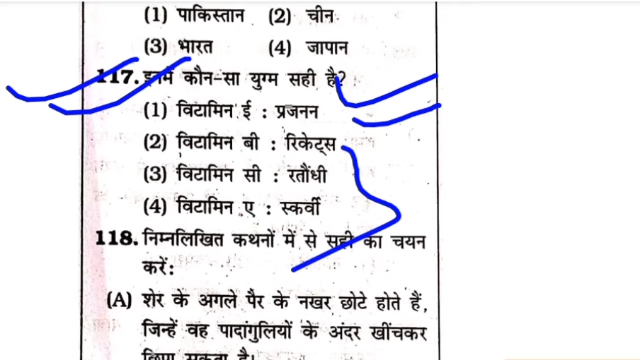 (1) पाकिस्तान (2) चीन
(3) भारत (4) जापान
117. इनमें कौन-सा युग्म सही है?
(1) विटामिन ई : प्रजनन
(2) विटामिन बी : रिकेट्स
(3) विटामिन सी : रतौंधी
(4) विटामिन ए : स्कर्वी
118. निम्नलिखित कथनों में से सही का चयन
करें:
(A) शेर के अगले पैर के नखर छोटे होते हैं,
जिन्हें वह पादांगुलियों के अंदर खींचकर
छिपा सकता है।